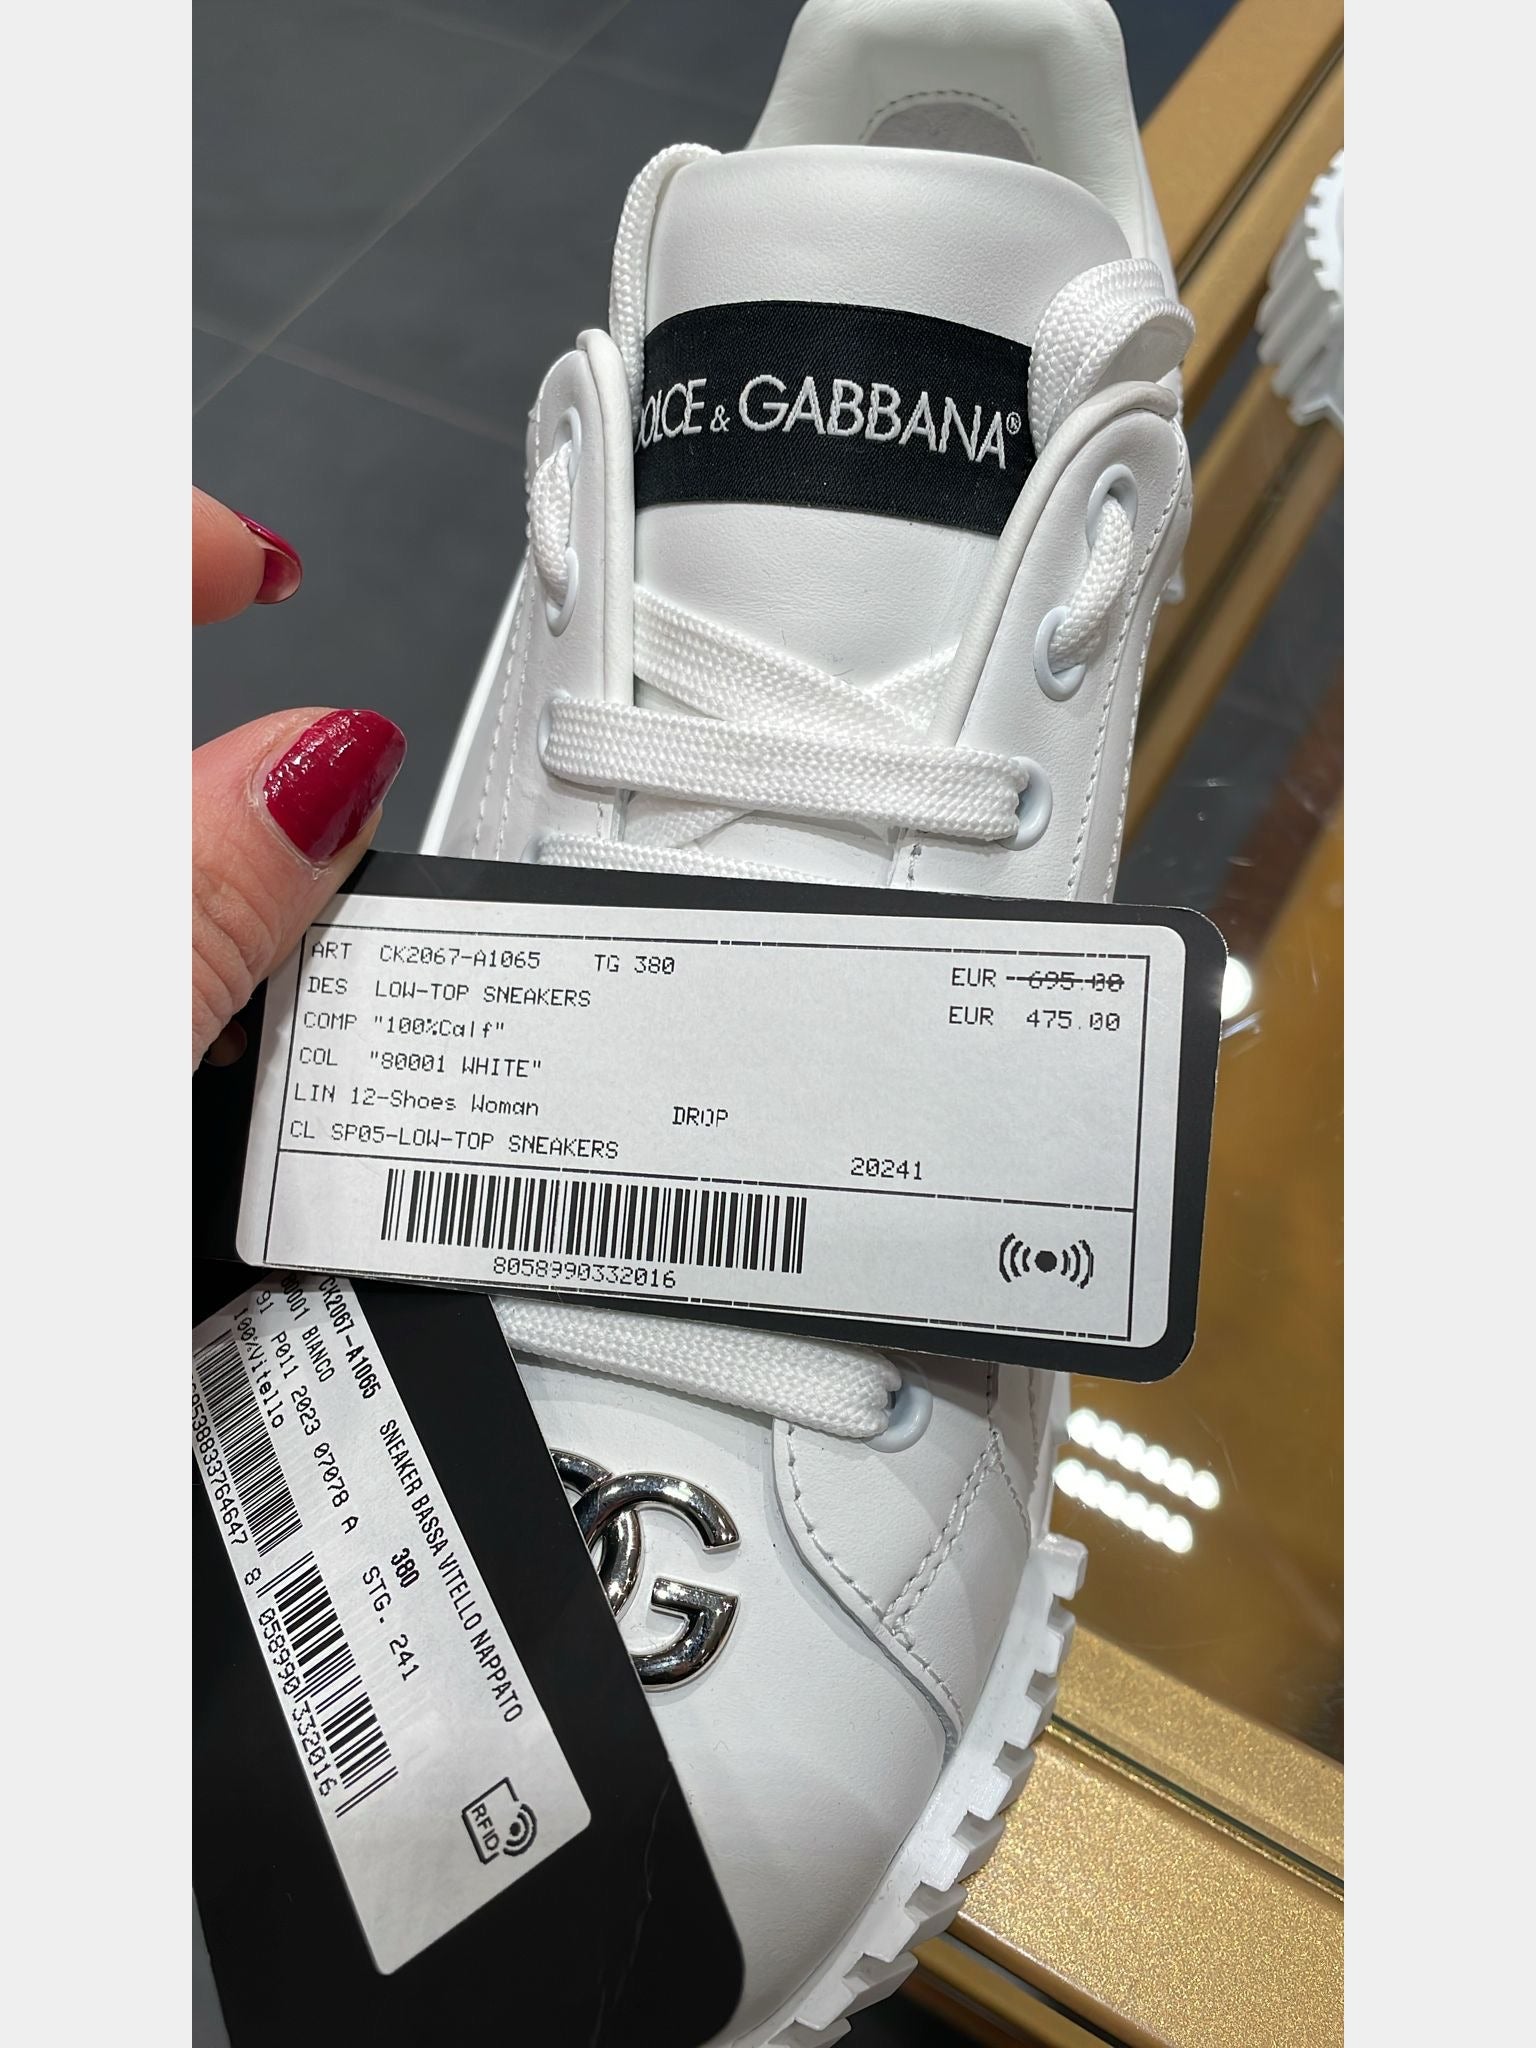 DOLCE & GABBANA®
ART CK2067-A1065 TG 380 EUR 695.00
DES LOW-TOP SNEAKERS EUR 475.00
COMP "100%Calf"
COL "80001 WHITE"
LIN 12-Shoes Woman DROP
CL SP05-LOW-TOP SNEAKERS 20241
8058990332016
CK2067-A1065 SNEAKER BASSA VITELLO NAPPATO
80001 BIANCO 380
91 P011 2023 07078 A STG. 241
100%Vitello
8 058990 332016
RFID
DG